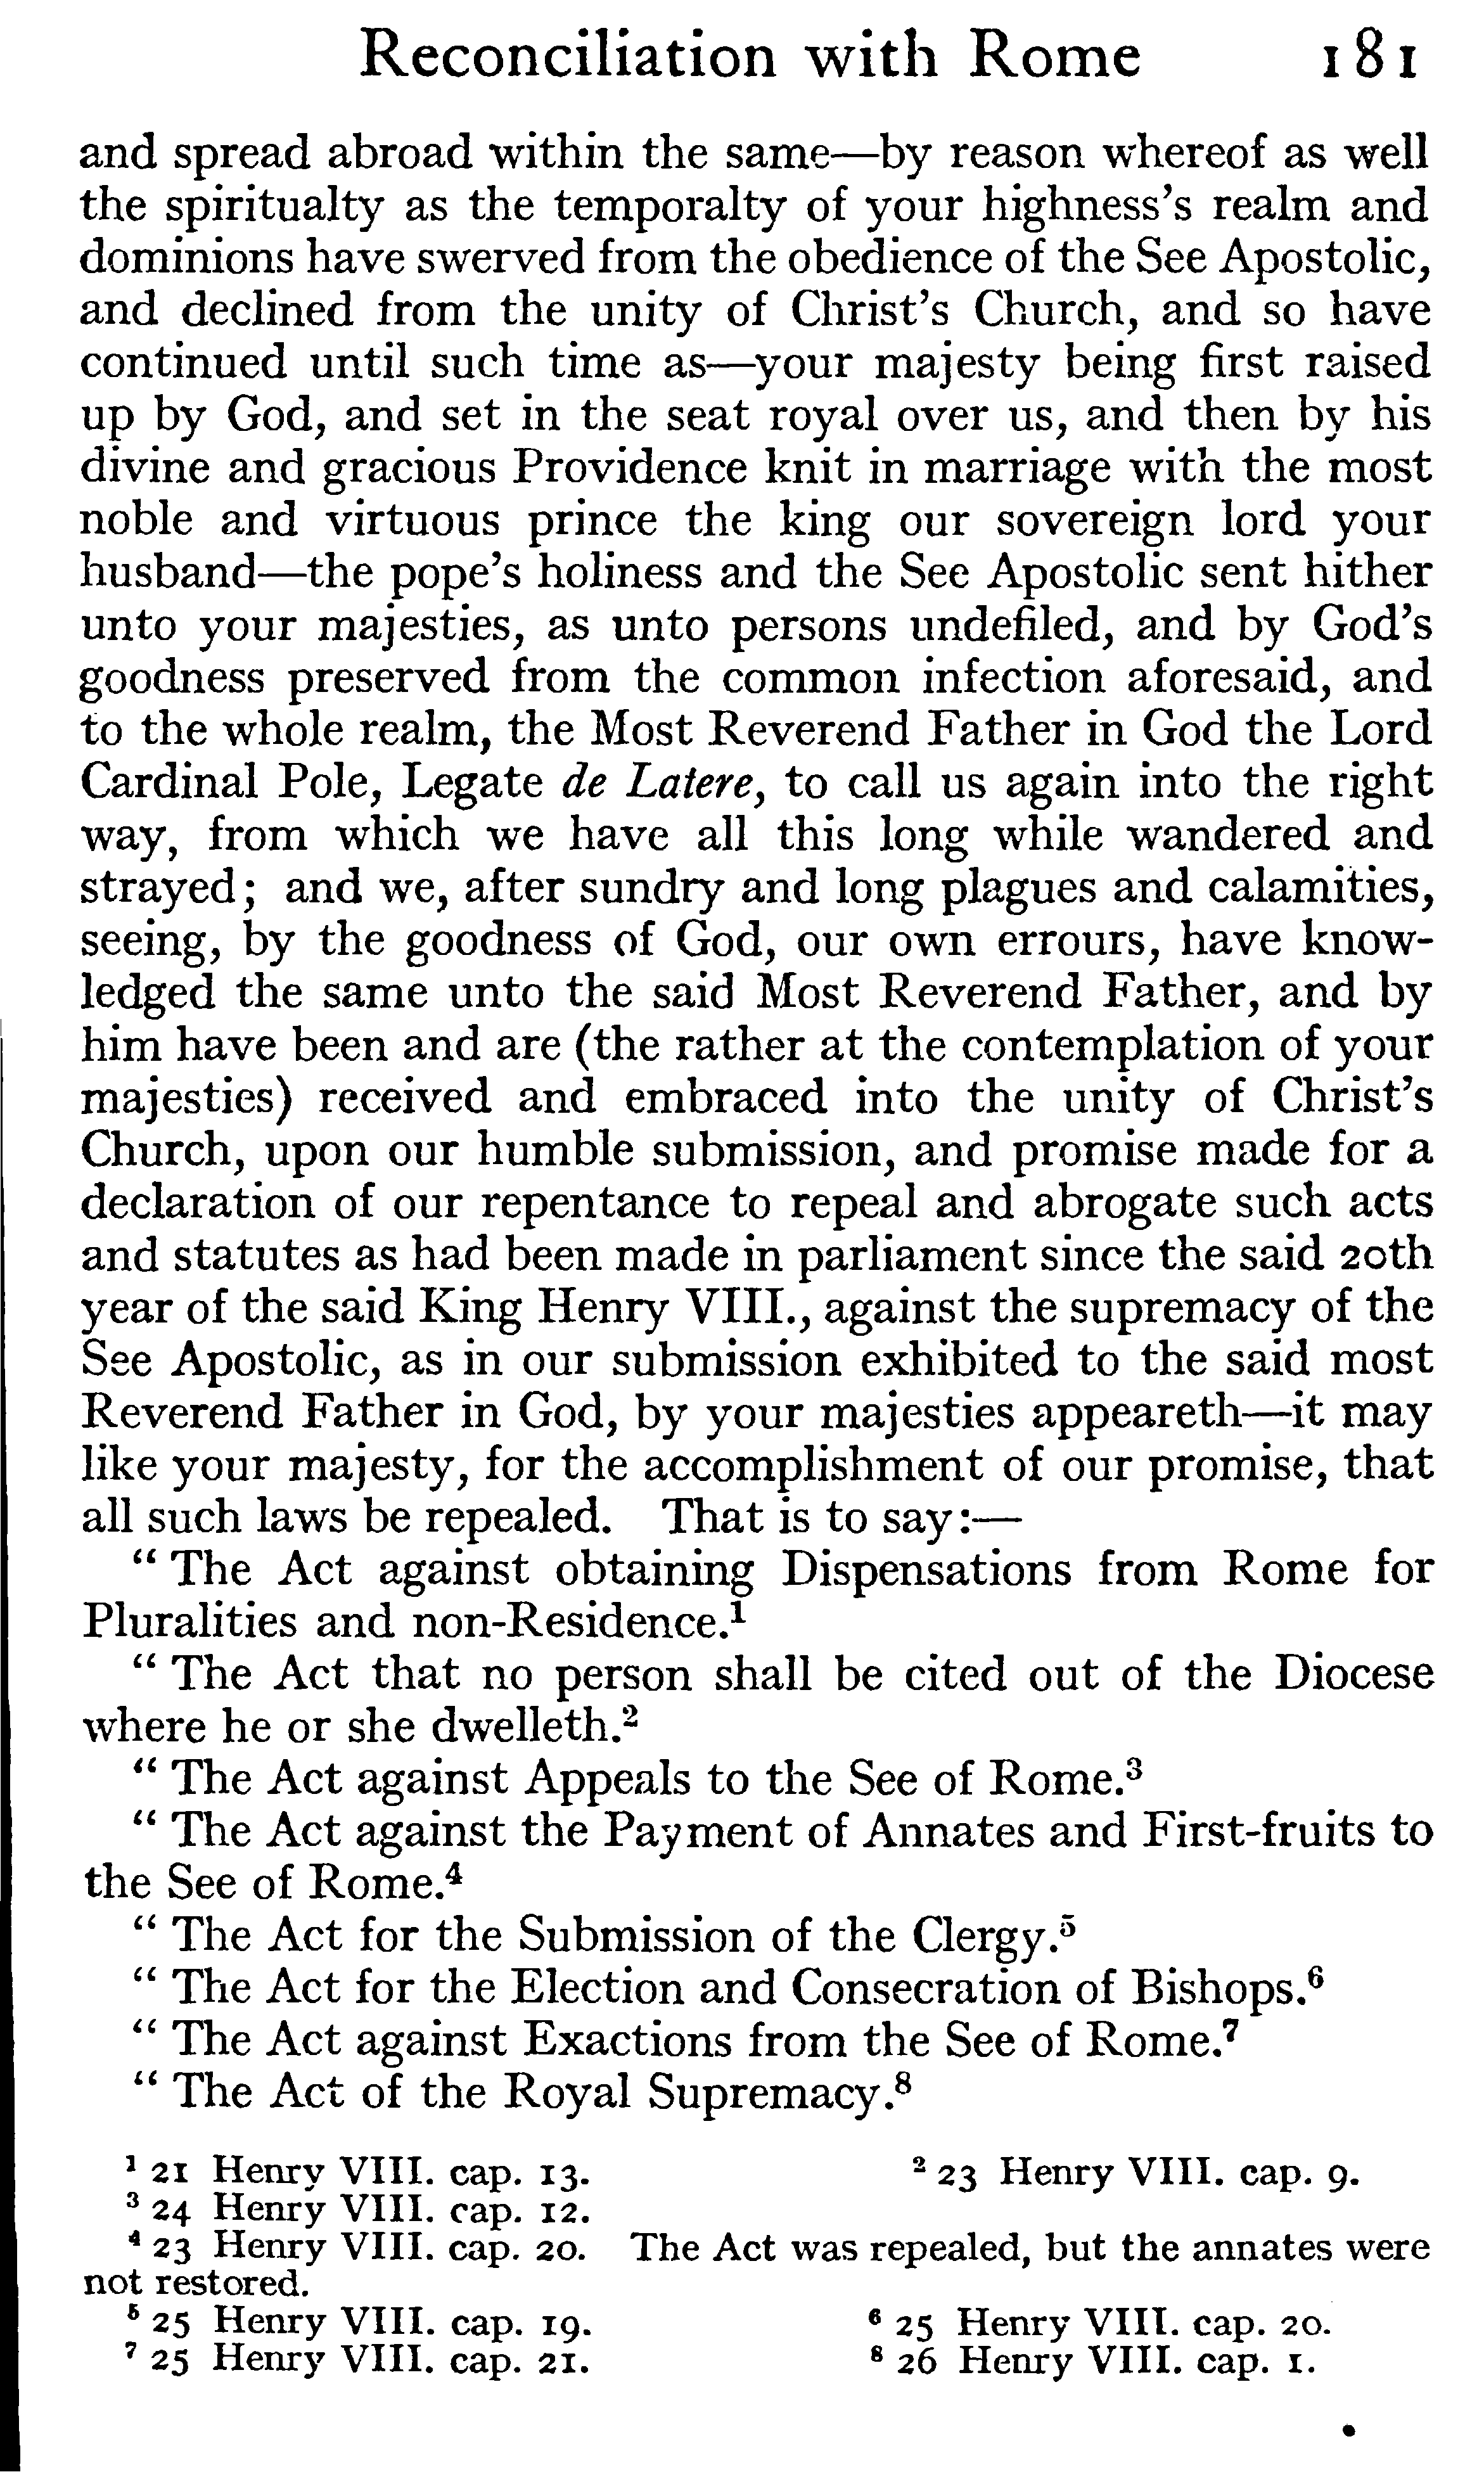 Reconciliation with Rome 181
and spread abroad within the same—by reason whereof as well
the spiritualty as the temporalty of your highness's realm and
dominions have swerved from the obedience of the See Apostolic,
and declined from the unity of Christ's Church, and so have
continued until such time as—your majesty being first raised
up by God, and set in the seat royal over us, and then by his
divine and gracious Providence knit in marriage with the most
noble and virtuous prince the king our sovereign lord your
husband—the pope's holiness and the See Apostolic sent hither
unto your majesties, as unto persons undefiled, and by God's
goodness preserved from the common infection aforesaid, and
to the whole realm, the Most Reverend Father in God the Lord
Cardinal Pole, Legate de Latere, to call us again into the right
way, from which we have all this long while wandered and
strayed; and we, after sundry and long plagues and calamities,
seeing, by the goodness of God, our own errours, have know-
ledged the same unto the said Most Reverend Father, and by
him have been and are (the rather at the contemplation of your
majesties) received and embraced into the unity of Christ's
Church, upon our humble submission, and promise made for a
declaration of our repentance to repeal and abrogate such acts
and statutes as had been made in parliament since the said 20th
year of the said King Henry VIII., against the supremacy of the
See Apostolic, as in our submission exhibited to the said most
Reverend Father in God, by your majesties appeareth—it may
like your majesty, for the accomplishment of our promise, that
all such laws be repealed. That is to say:—
“ The Act against obtaining Dispensations from Rome for
Pluralities and non-Residence.¹
“ The Act that no person shall be cited out of the Diocese
where he or she dwelleth.²
“ The Act against Appeals to the See of Rome.³
“ The Act against the Payment of Annates and First-fruits to
the See of Rome.⁴
“ The Act for the Submission of the Clergy.⁵
“ The Act for the Election and Consecration of Bishops.⁶
“ The Act against Exactions from the See of Rome.⁷
“ The Act of the Royal Supremacy.⁸
¹ 21 Henry VIII. cap. 13. ² 23 Henry VIII. cap. 9.
³ 24 Henry VIII. cap. 12.
⁴ 23 Henry VIII. cap. 20. The Act was repealed, but the annates were
not restored.
⁵ 25 Henry VIII. cap. 19. ⁶ 25 Henry VIII. cap. 20.
⁷ 25 Henry VIII. cap. 21. ⁸ 26 Henry VIII. cap. 1.